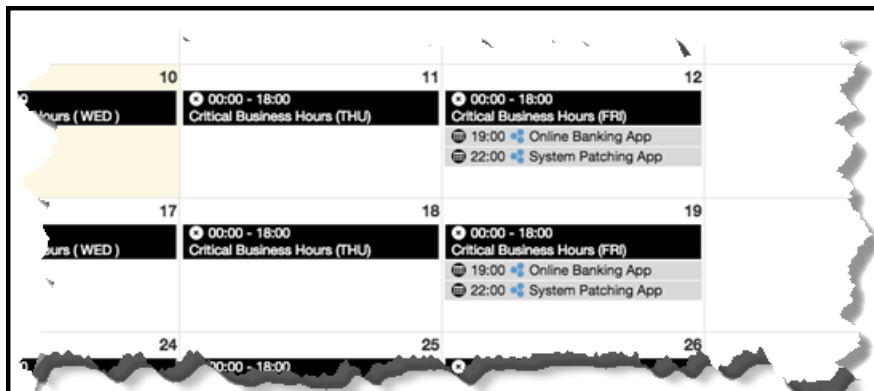 10
11
12
Hours ( WED )
00:00 - 18:00
Critical Business Hours (THU)
00:00 - 18:00
Critical Business Hours (FRI)
19:00 Online Banking App
22:00 System Patching App
17
18
19
ours ( WED )
00:00 - 18:00
Critical Business Hours (THU)
00:00 - 18:00
Critical Business Hours (FRI)
19:00 Online Banking App
22:00 System Patching App
24
25
26
00:00 - 18:00